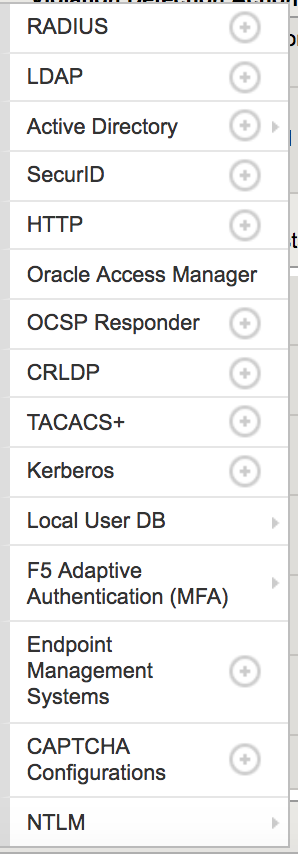 RADIUS
LDAP
Active Directory
SecurID
HTTP
Oracle Access Manager
OCSP Responder
CRLDP
TACACS+
Kerberos
Local User DB
F5 Adaptive
Authentication (MFA)
Endpoint
Management
Systems
CAPTCHA
Configurations
NTLM